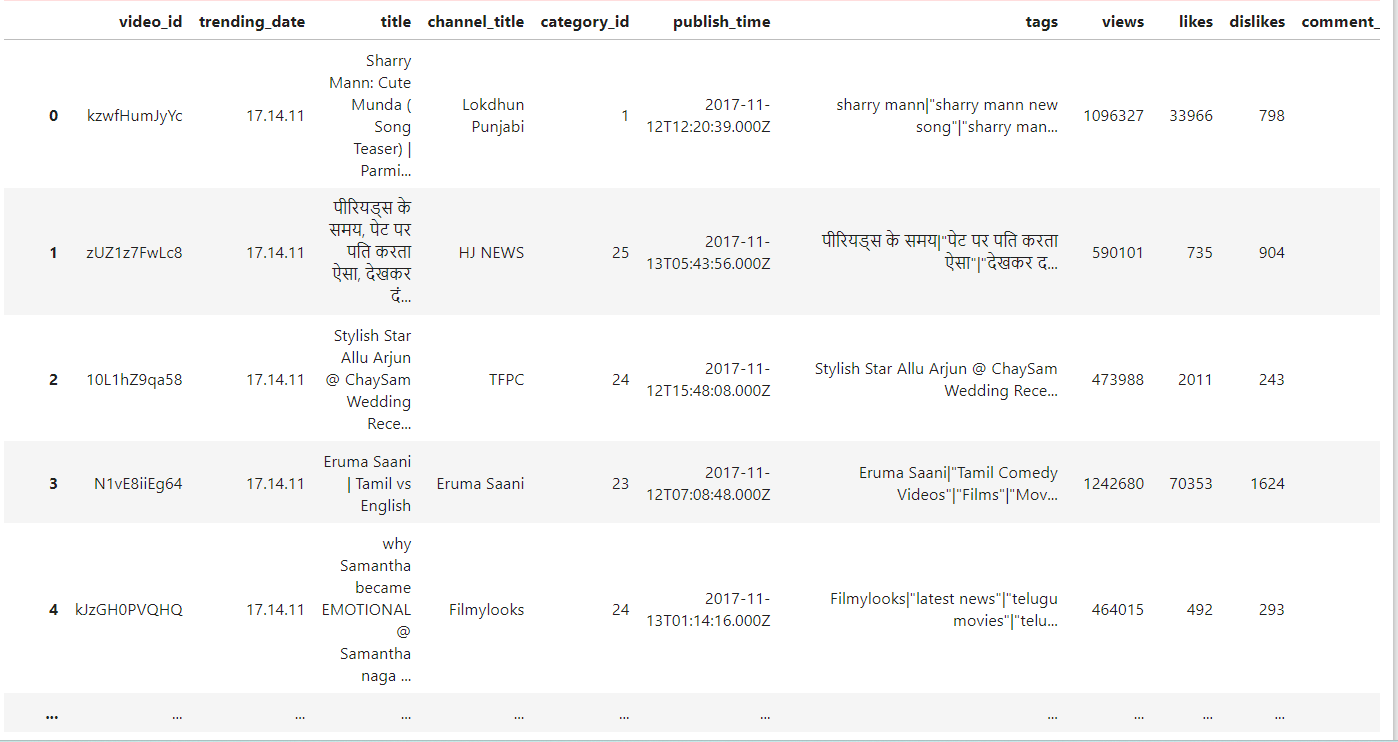 video_id trending_date title channel_title category_id publish_time tags views likes dislikes comment_
Sharry
Mann: Cute
Munda (
Song
Teaser) |
Parmi...
0 kzwfHumJyYc 17.14.11
Lokdhun
Punjabi
1
2017-11-
12T12:20:39.000Z
sharry mann|"sharry mann new
song"|"sharry man...
1096327 33966 798
पीरियड्स के
समय, पेट पर
पति करता
ऐसा, देखकर
दं...
1 zUZ1z7FwLc8 17.14.11
HJ NEWS 25
2017-11-
13T05:43:56.000Z
पीरियड्स के समय|"पेट पर पति करता
ऐसा"|"देखकर द...
590101 735 904
Stylish Star
Allu Arjun
@ ChaySam
Wedding
Rece...
2 10L1hZ9qa58 17.14.11
TFPC 24
2017-11-
12T15:48:08.000Z
Stylish Star Allu Arjun @ ChaySam
Wedding Rece...
473988 2011 243
Eruma Saani
| Tamil vs
English
3 N1vE8iiEg64 17.14.11
Eruma Saani 23
2017-11-
12T07:08:48.000Z
Eruma Saani|"Tamil Comedy
Videos"|"Films"|"Mov...
1242680 70353 1624
why
Samantha
became
EMOTIONAL
@
Samantha
naga ...
4 kJzGH0PVQHQ 17.14.11
Filmylooks 24
2017-11-
13T01:14:16.000Z
Filmylooks|"latest news"|"telugu
movies"|"telu...
464015 492 293
... ... ... ... ... ... ... ... ... ... ...